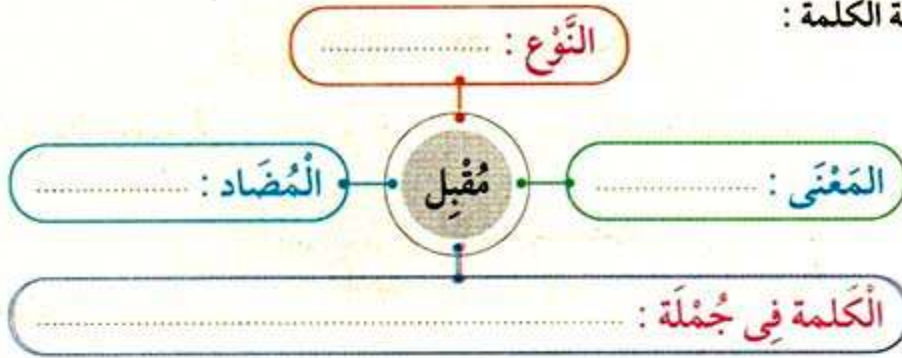 ة الكلمة :
النَّوْع : ....................
المَعْنَى : ....................
مُقْبِل
الْمُضَاد : ....................
الْكَلمة فِى جُمْلَة : ....................